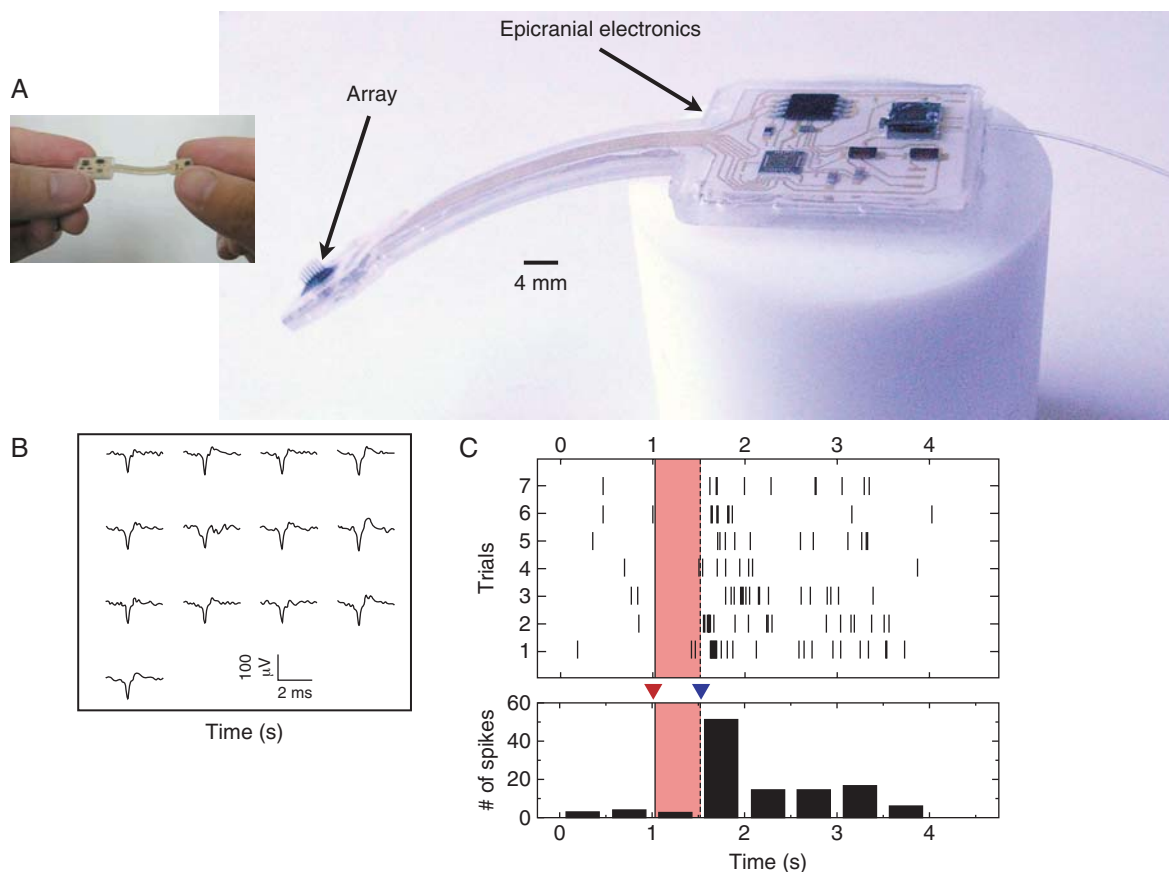 Epicranial electronics
A
Array
4 mm
B
100
µV
2 ms
Time (s)
C
0 1 2 3 4
7
6
5
4
3
2
1
Trials
60
40
20
0
# of spikes
0 1 2 3 4
Time (s)